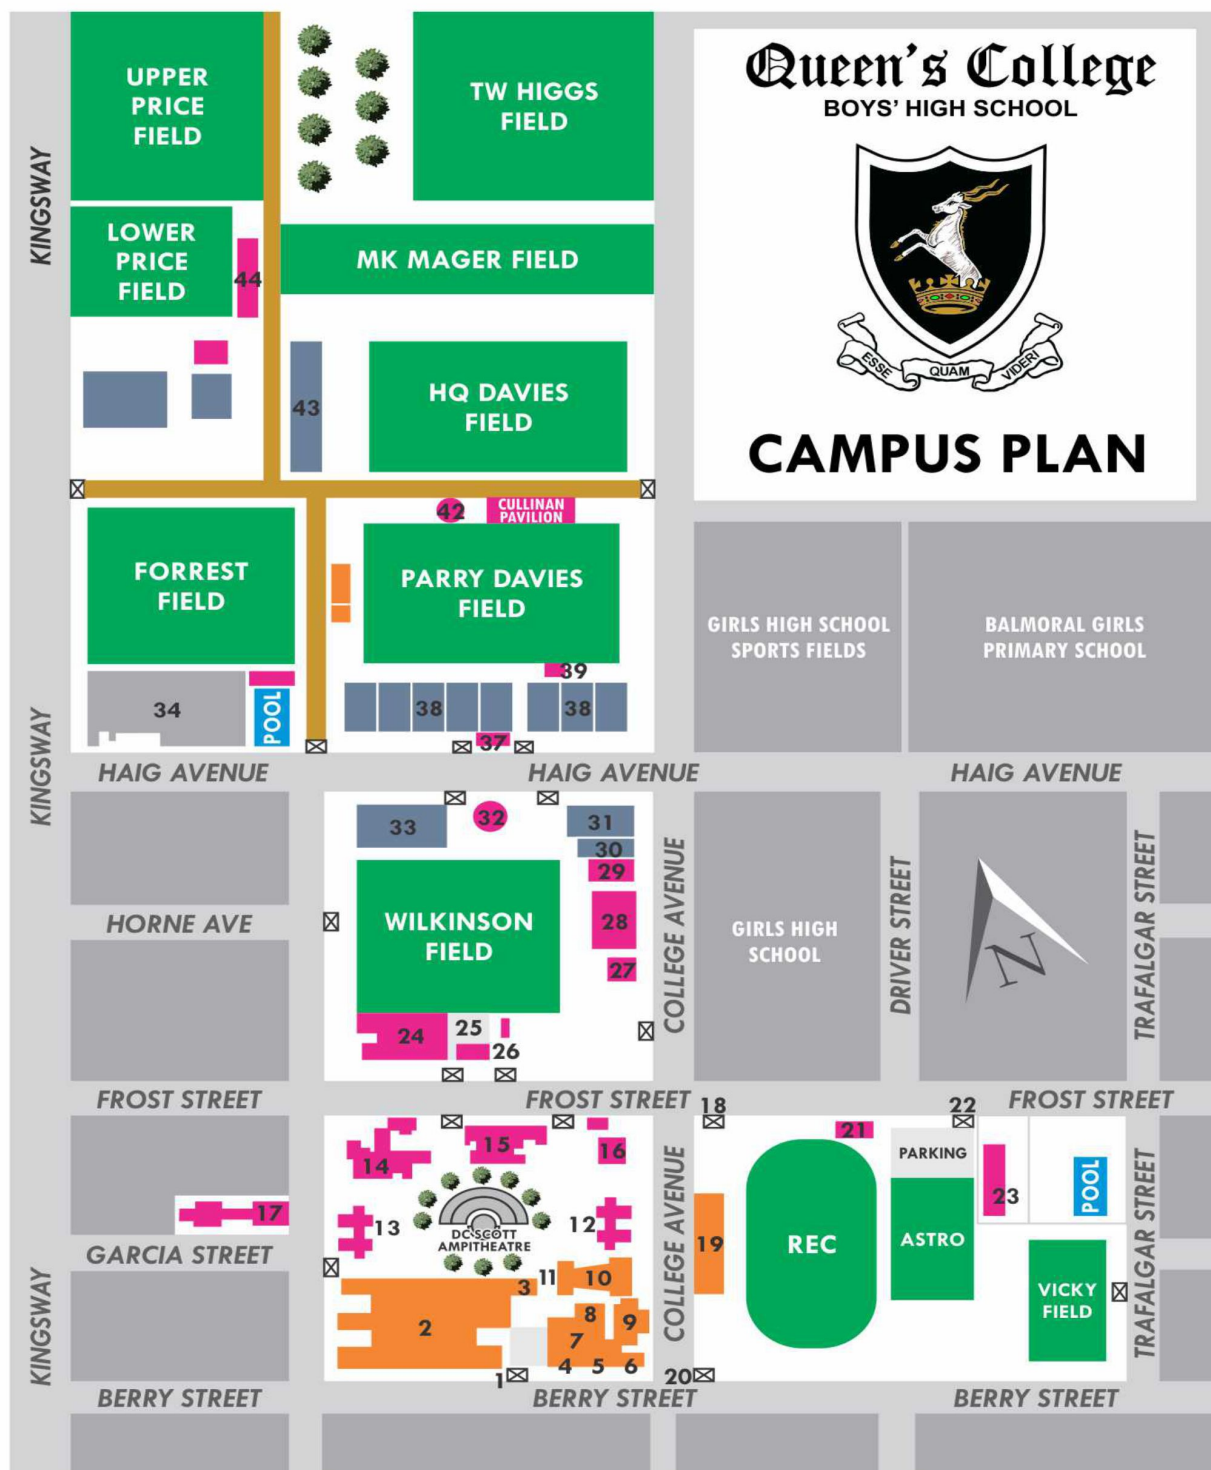 Queen's College
BOYS' HIGH SCHOOL
ESSE
QUAM
VIDERI
CAMPUS PLAN
UPPER
PRICE
FIELD
TW HIGGS
FIELD
KINGSWAY
LOWER
PRICE
FIELD
44
MK MAGER FIELD
43
HQ DAVIES
FIELD
42
CULLINAN
PAVILION
FORREST
FIELD
PARRY DAVIES
FIELD
GIRLS HIGH SCHOOL
SPORTS FIELDS
BALMORAL GIRLS
PRIMARY SCHOOL
39
34
POOL
38
38
37
KINGSWAY
HAIG AVENUE
HAIG AVENUE
HAIG AVENUE
33
32
31
30
29
28
27
WILKINSON
FIELD
HORNE AVE
COLLEGE AVENUE
GIRLS HIGH
SCHOOL
DRIVER STREET
N
TRAFALGAR STREET
24
25
26
FROST STREET
FROST STREET
18
22
FROST STREET
14
15
16
21
PARKING
23
POOL
17
13
12
DC SCOTT
AMPITHEATRE
COLLEGE AVENUE
19
REC
ASTRO
TRAFALGAR STREET
GARCIA STREET
11
10
3
2
8
9
7
4
5
6
VICKY
FIELD
KINGSWAY
1
20
BERRY STREET
BERRY STREET
BERRY STREET